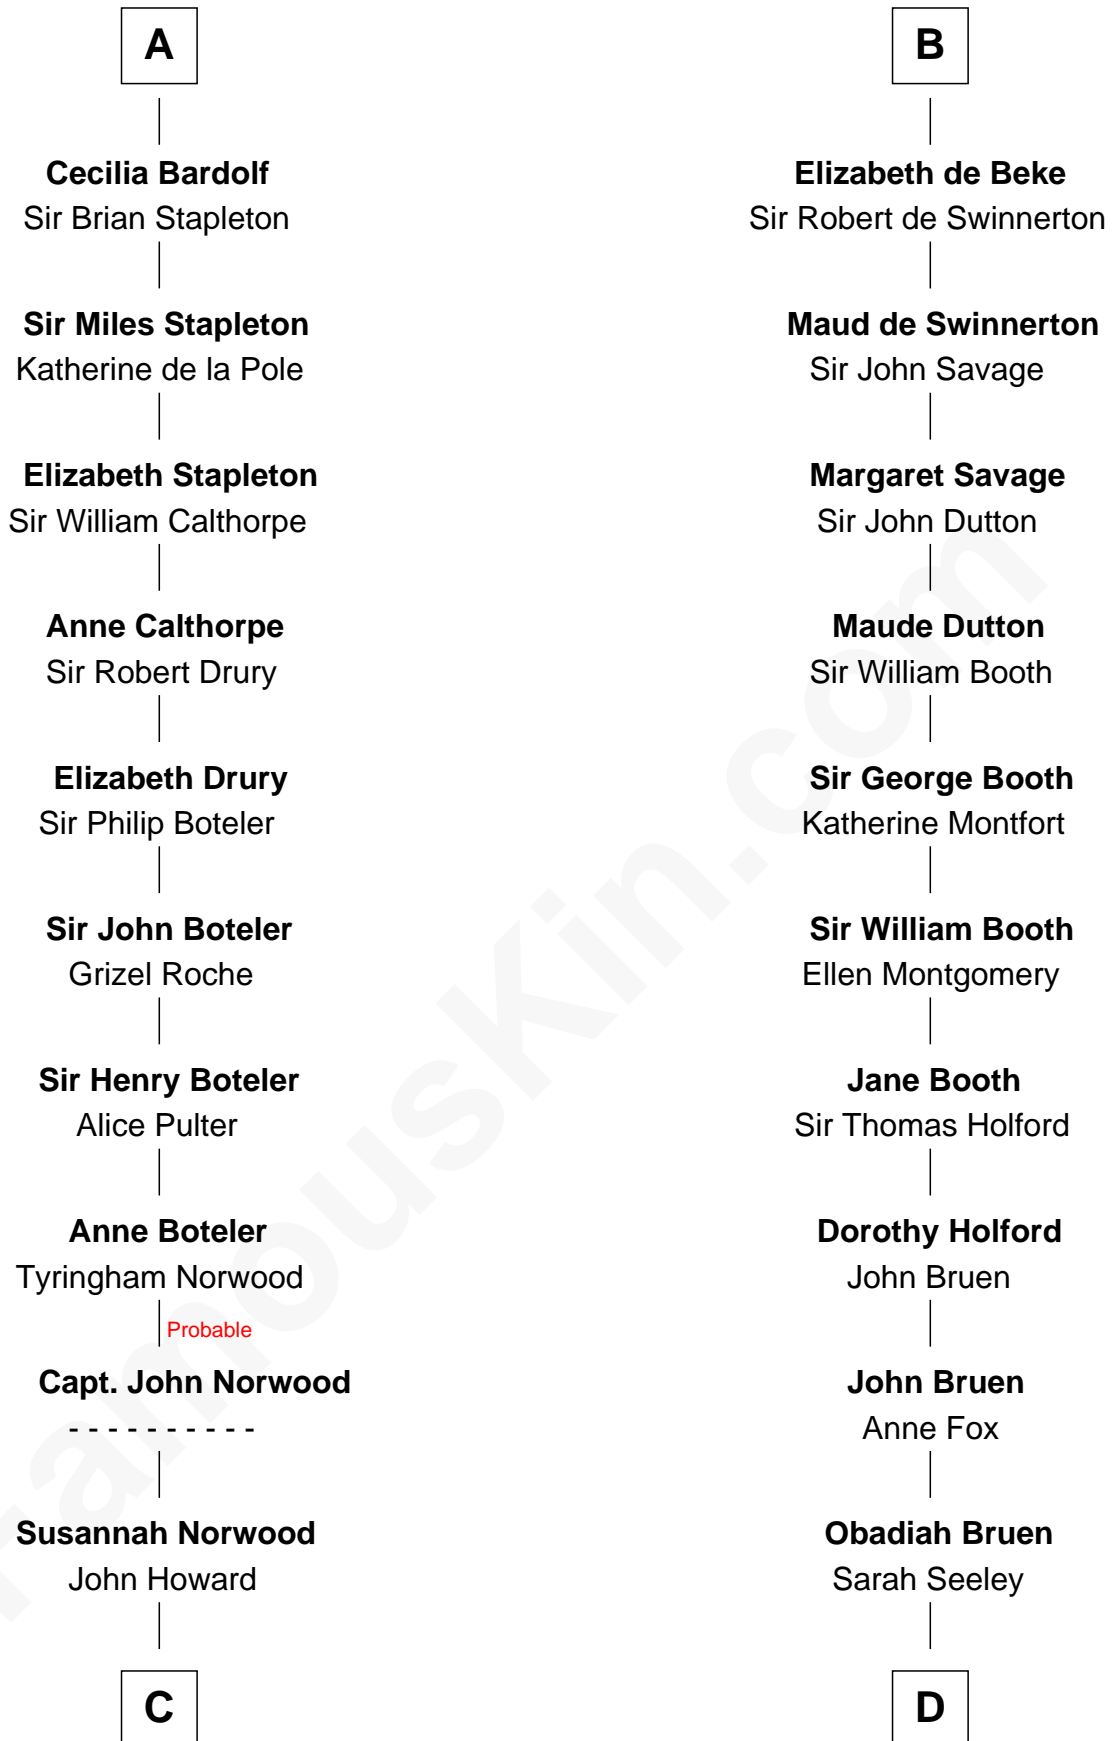 A
Cecilia Bardolf
Sir Brian Stapleton
Sir Miles Stapleton
Katherine de la Pole
Elizabeth Stapleton
Sir William Calthorpe
Anne Calthorpe
Sir Robert Drury
Elizabeth Drury
Sir Philip Boteler
Sir John Boteler
Grizel Roche
Sir Henry Boteler
Alice Pulter
Anne Boteler
Tyringham Norwood
Probable
Capt. John Norwood
- - - - - - - - - -
Susannah Norwood
John Howard
C
B
Elizabeth de Beke
Sir Robert de Swinnerton
Maud de Swinnerton
Sir John Savage
Margaret Savage
Sir John Dutton
Maude Dutton
Sir William Booth
Sir George Booth
Katherine Montfort
Sir William Booth
Ellen Montgomery
Jane Booth
Sir Thomas Holford
Dorothy Holford
John Bruen
John Bruen
Anne Fox
Obadiah Bruen
Sarah Seeley
D
FamousKin.com